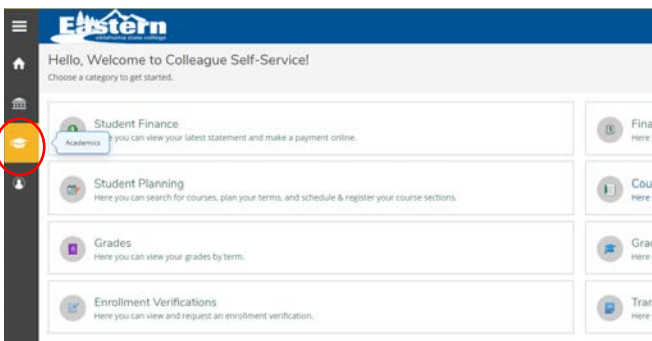 Eastern
oklahoma state college
Hello, Welcome to Colleague Self-Service!
Choose a category to get started.
Student Finance
you can view your latest statement and make a payment online.
Academics
Student Planning
Here you can search for courses, plan your terms, and schedule & register your course sections.
Grades
Here you can view your grades by term.
Enrollment Verifications
Here you can view and request an enrollment verification.
Fina
Here
Cou
Here
Grad
Here
Tran
Here